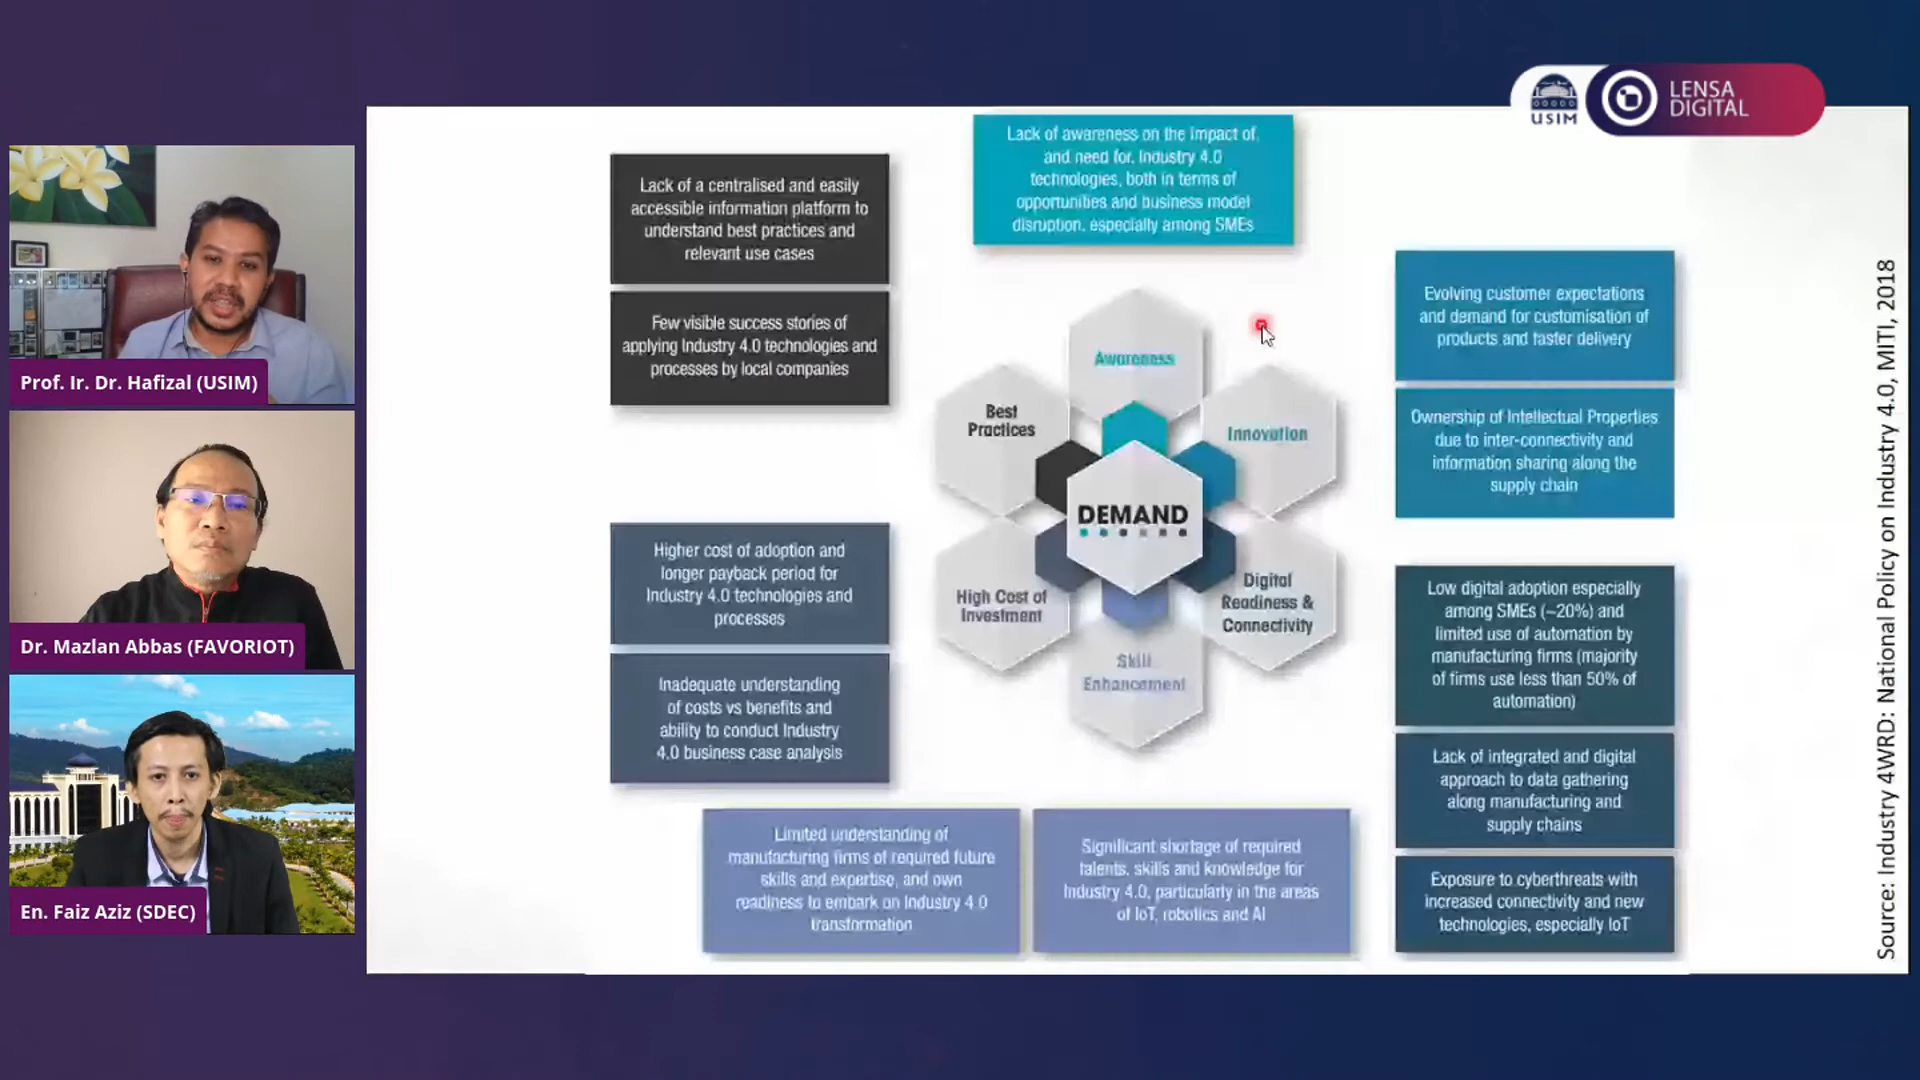 USIM
LENSA
DIGITAL
Prof. Ir. Dr. Hafizal (USIM)
Dr. Mazlan Abbas (FAVORIOT)
En. Faiz Aziz (SDEC)
Lack of a centralised and easily
accessible information platform to
understand best practices and
relevant use cases
Few visible success stories of
applying Industry 4.0 technologies and
processes by local companies
Lack of awareness on the impact of,
and need for, Industry 4.0
technologies, both in terms of
opportunities and business model
disruption, especially among SMEs
Evolving customer expectations
and demand for customisation of
products and faster delivery
Ownership of Intellectual Properties
due to inter-connectivity and
information sharing along the
supply chain
Awareness
Best
Practices
Innovation
DEMAND
High Cost of
Investment
Digital
Readiness &
Connectivity
Skill
Enhancement
Higher cost of adoption and
longer payback period for
Industry 4.0 technologies and
processes
Inadequate understanding
of costs vs benefits and
ability to conduct Industry
4.0 business case analysis
Low digital adoption especially
among SMEs (~20%) and
limited use of automation by
manufacturing firms (majority
of firms use less than 50% of
automation)
Lack of integrated and digital
approach to data gathering
along manufacturing and
supply chains
Exposure to cyberthreats with
increased connectivity and new
technologies, especially IoT
Limited understanding of
manufacturing firms of required future
skills and expertise, and own
readiness to embark on Industry 4.0
transformation
Significant shortage of required
talents, skills and knowledge for
Industry 4.0, particularly in the areas
of IoT, robotics and AI
Source: Industry 4WRD: National Policy on Industry 4.0, MITI, 2018